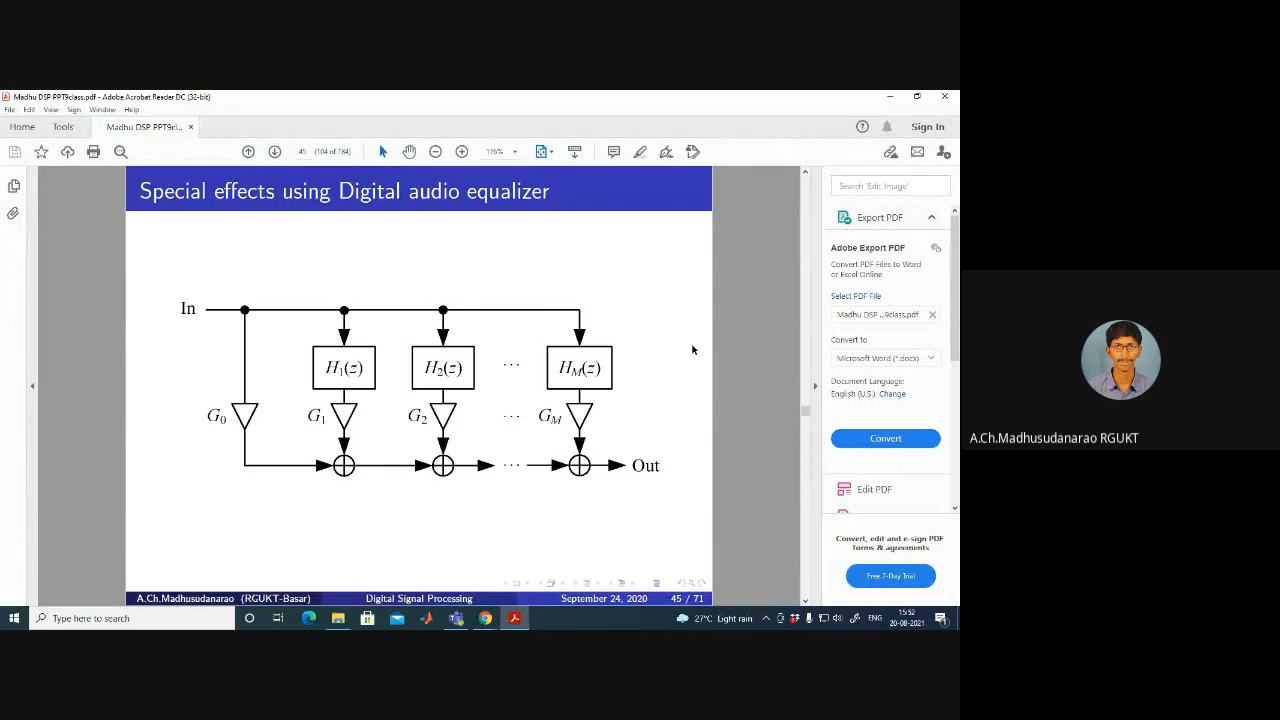 Madhu DSP PPT9class.pdf - Adobe Acrobat Reader DC (32-bit)
File Edit View Sign Window Help
Home Tools Madhu DSP PPT9cl... × Sign In
45 (104 of 184) 176%
Special effects using Digital audio equalizer
In
H1(z) H2(z) ... HM(z)
G0 G1 G2 ... GM
... Out
A.Ch.Madhusudanarao (RGUKT-Basar) Digital Signal Processing September 24, 2020 45 / 71
Search 'Edit Image'
Export PDF
Adobe Export PDF
Convert PDF Files to Word
or Excel Online
Select PDF File
Madhu DSP ...9class.pdf
Convert to
Microsoft Word (*.docx)
Document Language:
English (U.S.) Change
Convert
Edit PDF
Convert, edit and e-sign PDF
forms & agreements
Free 7-Day Trial
Type here to search
27°C Light rain ENG 15:52
20-08-2021
A.Ch.Madhusudanarao RGUKT